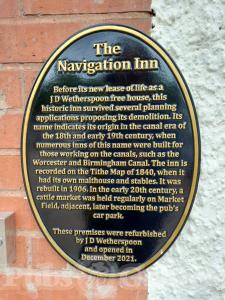 The
Navigation Inn
Before its new lease of life as a
J D Wetherspoon free house, this
historic inn survived several planning
applications proposing its demolition. Its
name indicates its origin in the canal era of
the 18th and early 19th century, when
numerous inns of this name were built for
those working on the canals, such as the
Worcester and Birmingham Canal. The inn is
recorded on the Tithe Map of 1840, when it
had its own malthouse and stables. It was
rebuilt in 1906. In the early 20th century, a
cattle market was held regularly on Market
Field, adjacent, later becoming the pub's
car park.
These premises were refurbished
by J D Wetherspoon
and opened in
December 2021.